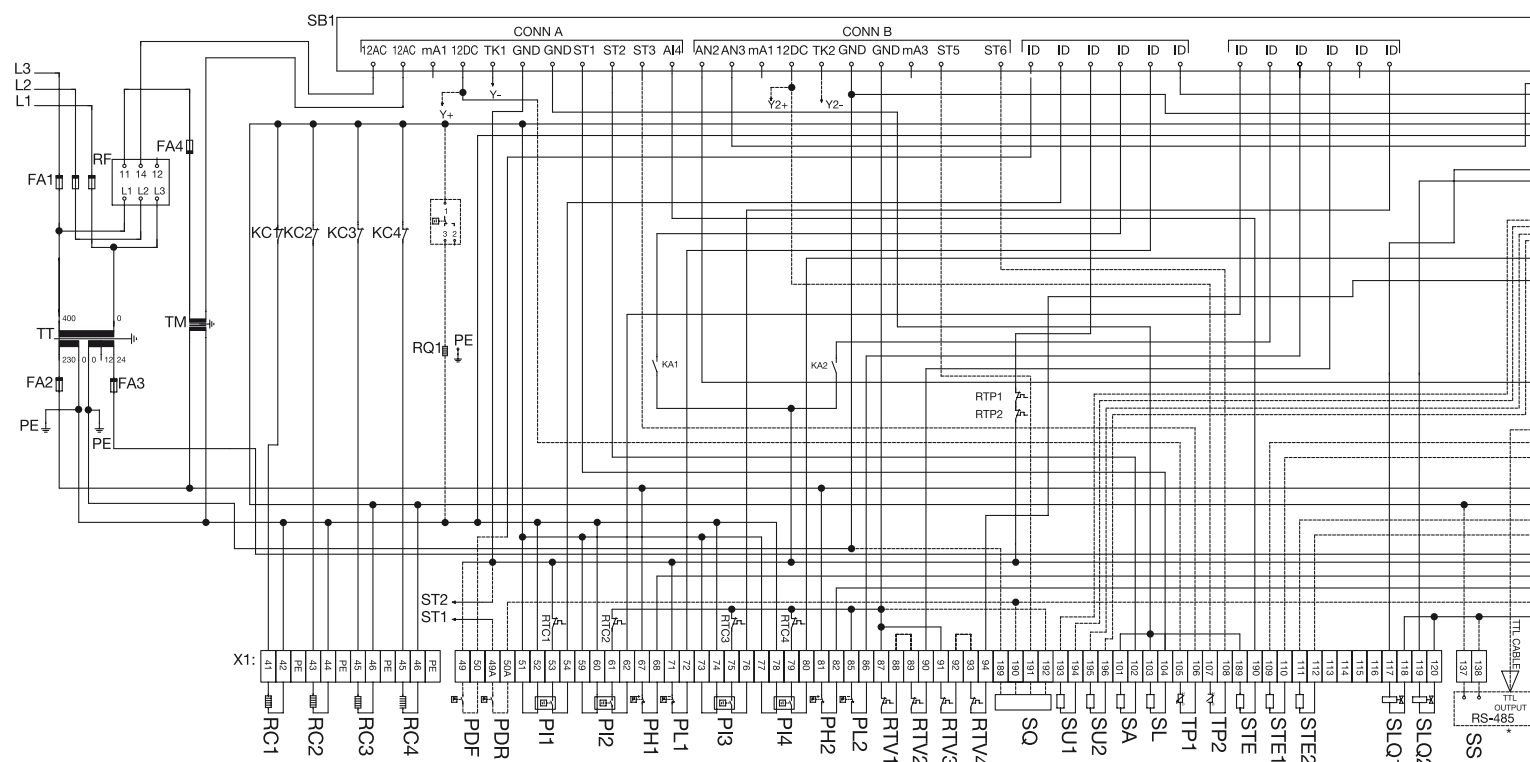 SB1
CONN A
CONN B
12AC 12AC mA1 12DC TK1 GND GND ST1 ST2 ST3 AI4
AN2 AN3 mA1 12DC TK2 GND GND mA3 ST5 ST6
ID ID ID ID ID ID
ID ID ID ID ID ID
L3
L2
L1
Y-
Y+
Y2+
Y2-
FA4
RF
11 14 12
L1 L2 L3
FA1
KC1 KC2 KC3 KC4
1
3 2
400 0
TT
TM
RQ1
PE
230 0 0 12 24
FA2
FA3
PE
PE
KA1
KA2
RTP1
RTP2
ST2
ST1
RTC1
RTC2
RTC3
RTC4
TTL CABLE
X1:
41 42 PE 43 44 PE 45 46 PE 45 46 PE
49 50 49A 50A 51 52 53 54 59 60 61 62 67 68 71 72 73 74 75 76 77 78 79 80 81 82 85 86 87 88 89 90 91 92 93 94 189 190 191 192 193 194 195 196 101 102 103 104 105 106 107 108 189 190 109 110 111 112 113 114 115 116 117 118 119 120
137 138
TTL
OUTPUT
RS-485
*
RC1 RC2 RC3 RC4
PDF PDR PI1 PI2 PH1 PL1 PI3 PI4 PH2 PL2 RTV1 RTV2 RTV3 RTV4 SQ SU1 SU2 SA SL TP1 TP2 STE STE1 STE2 SLQ1 SLQ2 SS